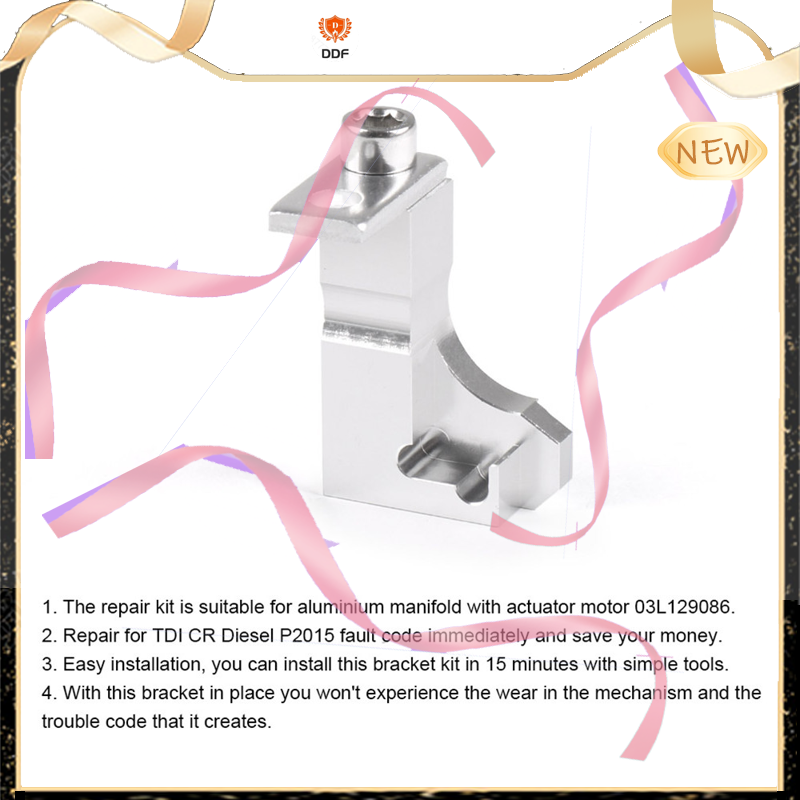 D
DDF
NEW
1. The repair kit is suitable for aluminium manifold with actuator motor 03L129086.
2. Repair for TDI CR Diesel P2015 fault code immediately and save your money.
3. Easy installation, you can install this bracket kit in 15 minutes with simple tools.
4. With this bracket in place you won't experience the wear in the mechanism and the
trouble code that it creates.